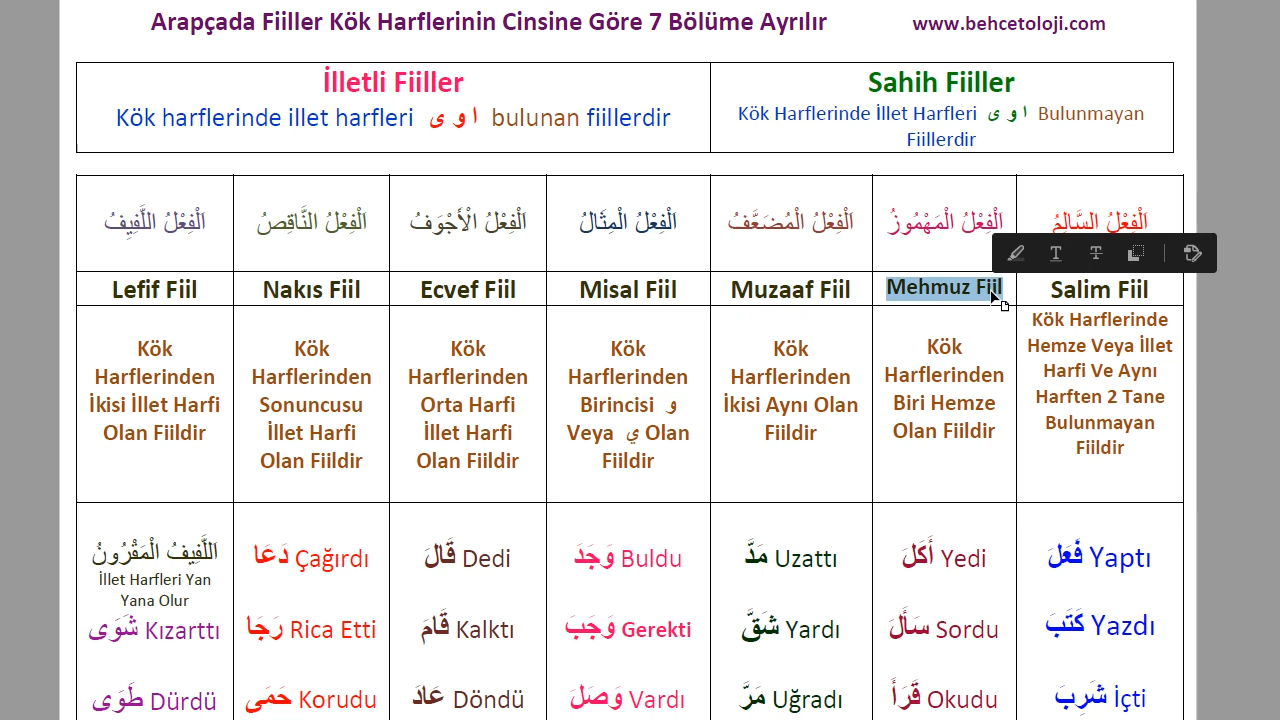 Arapçada Fiiller Kök Harflerinin Cinsine Göre 7 Bölüme Ayrılır www.behcetoloji.com
İlletli Fiiller
Kök harflerinde illet harfleri ا و ى bulunan fiillerdir
Sahih Fiiller
Kök Harflerinde İllet Harfleri ا و ى Bulunmayan
Fiillerdir
اَلْفِعْلُ اللَّفِيفُ
اَلْفِعْلُ النَّاقِصُ
اَلْفِعْلُ الْأَجْوَفُ
اَلْفِعْلُ الْمِثَالُ
اَلْفِعْلُ الْمُضَعَّفُ
اَلْفِعْلُ الْمَهْمُوزُ
اَلْفِعْلُ السَّالِمُ
Lefif Fiil
Nakıs Fiil
Ecvef Fiil
Misal Fiil
Muzaaf Fiil
Mehmuz Fiil
Salim Fiil
Kök
Harflerinden
İkisi İllet Harfi
Olan Fiildir
Kök
Harflerinden
Sonuncusu
İllet Harfi
Olan Fiildir
Kök
Harflerinden
Orta Harfi
İllet Harfi
Olan Fiildir
Kök
Harflerinden
Birincisi و
Veya ي Olan
Fiildir
Kök
Harflerinden
İkisi Aynı Olan
Fiildir
Kök
Harflerinden
Biri Hemze
Olan Fiildir
Kök Harflerinde
Hemze Veya İllet
Harfi Ve Aynı
Harften 2 Tane
Bulunmayan
Fiildir
اَللَّفِيفُ الْمَقْرُونُ
İllet Harfleri Yan
Yana Olur
شَوَى Kızarttı
طَوَى Dürdü
دَعَا Çağırdı
رَجَا Rica Etti
حَمَى Korudu
قَالَ Dedi
قَامَ Kalktı
عَادَ Döndü
وَجَدَ Buldu
وَجَبَ Gerekti
وَصَلَ Vardı
مَدَّ Uzattı
شَقَّ Yardı
مَرَّ Uğradı
أَكَلَ Yedi
سَأَلَ Sordu
قَرَأَ Okudu
فَعَلَ Yaptı
كَتَبَ Yazdı
شَرِبَ İçti